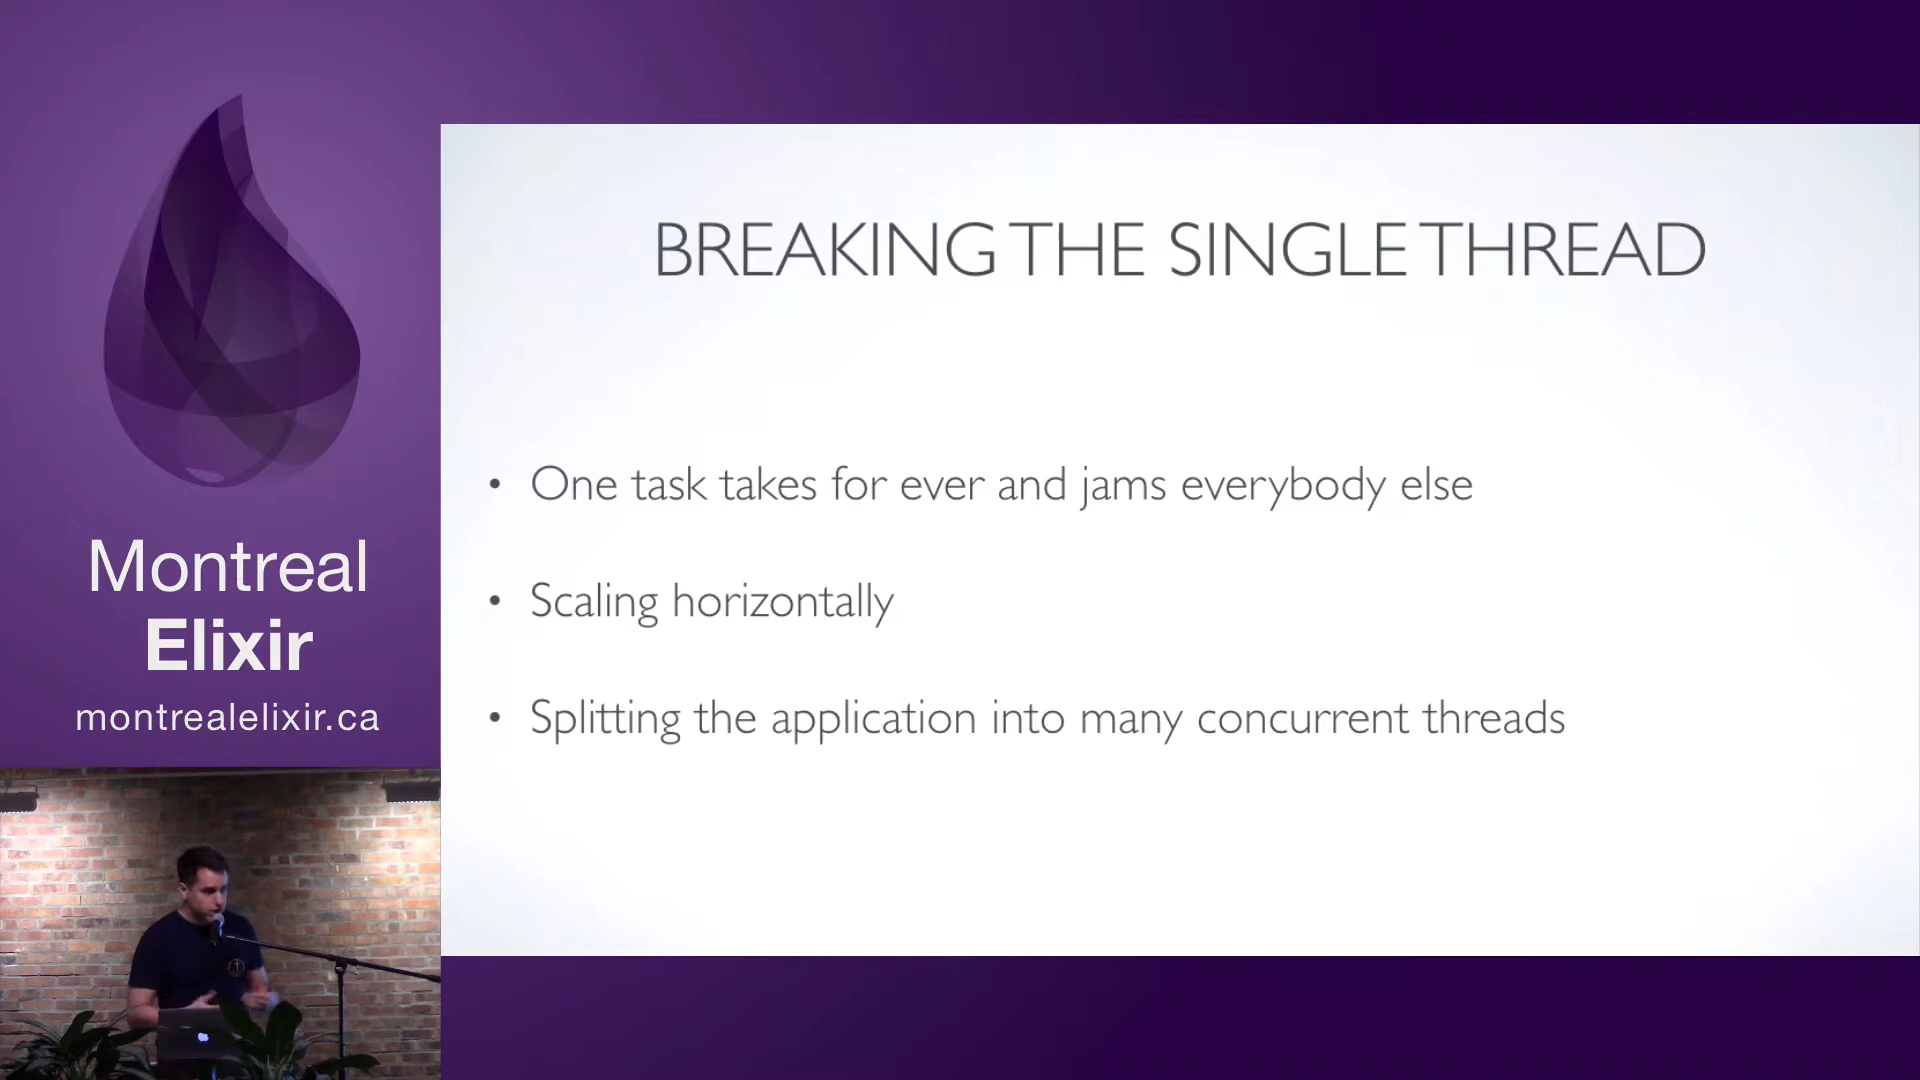 Montreal
Elixir
montrealelixir.ca
BREAKING THE SINGLE THREAD
• One task takes for ever and jams everybody else
• Scaling horizontally
• Splitting the application into many concurrent threads